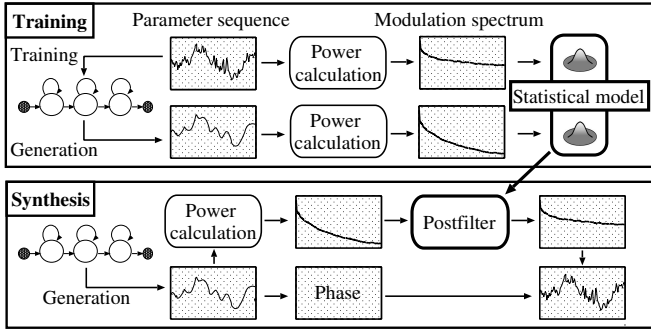 Training
Parameter sequence
Modulation spectrum
Training
Power
calculation
Statistical model
Power
calculation
Generation
Synthesis
Power
calculation
Postfilter
Generation
Phase